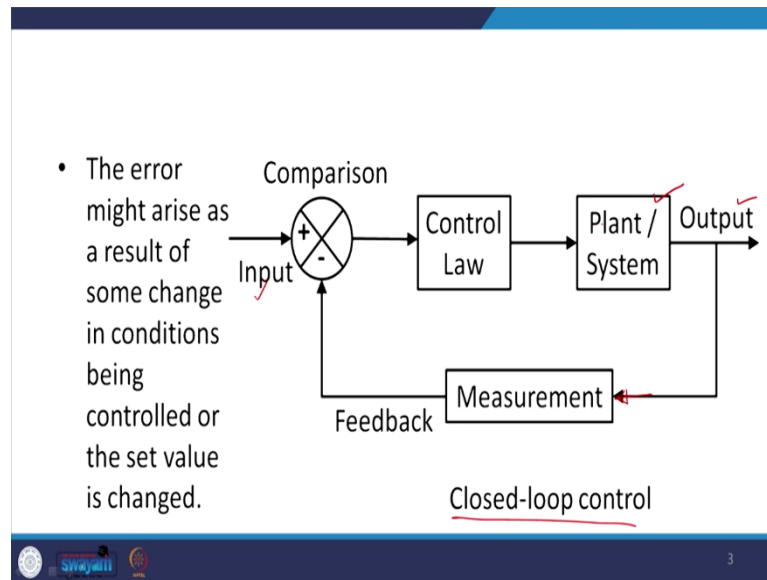 • The error
might arise as
a result of
some change
in conditions
being
controlled or
the set value
is changed.
Comparison
+
-
Input
Control
Law
Plant /
System
Output
Measurement
Feedback
Closed-loop control
swayam
3